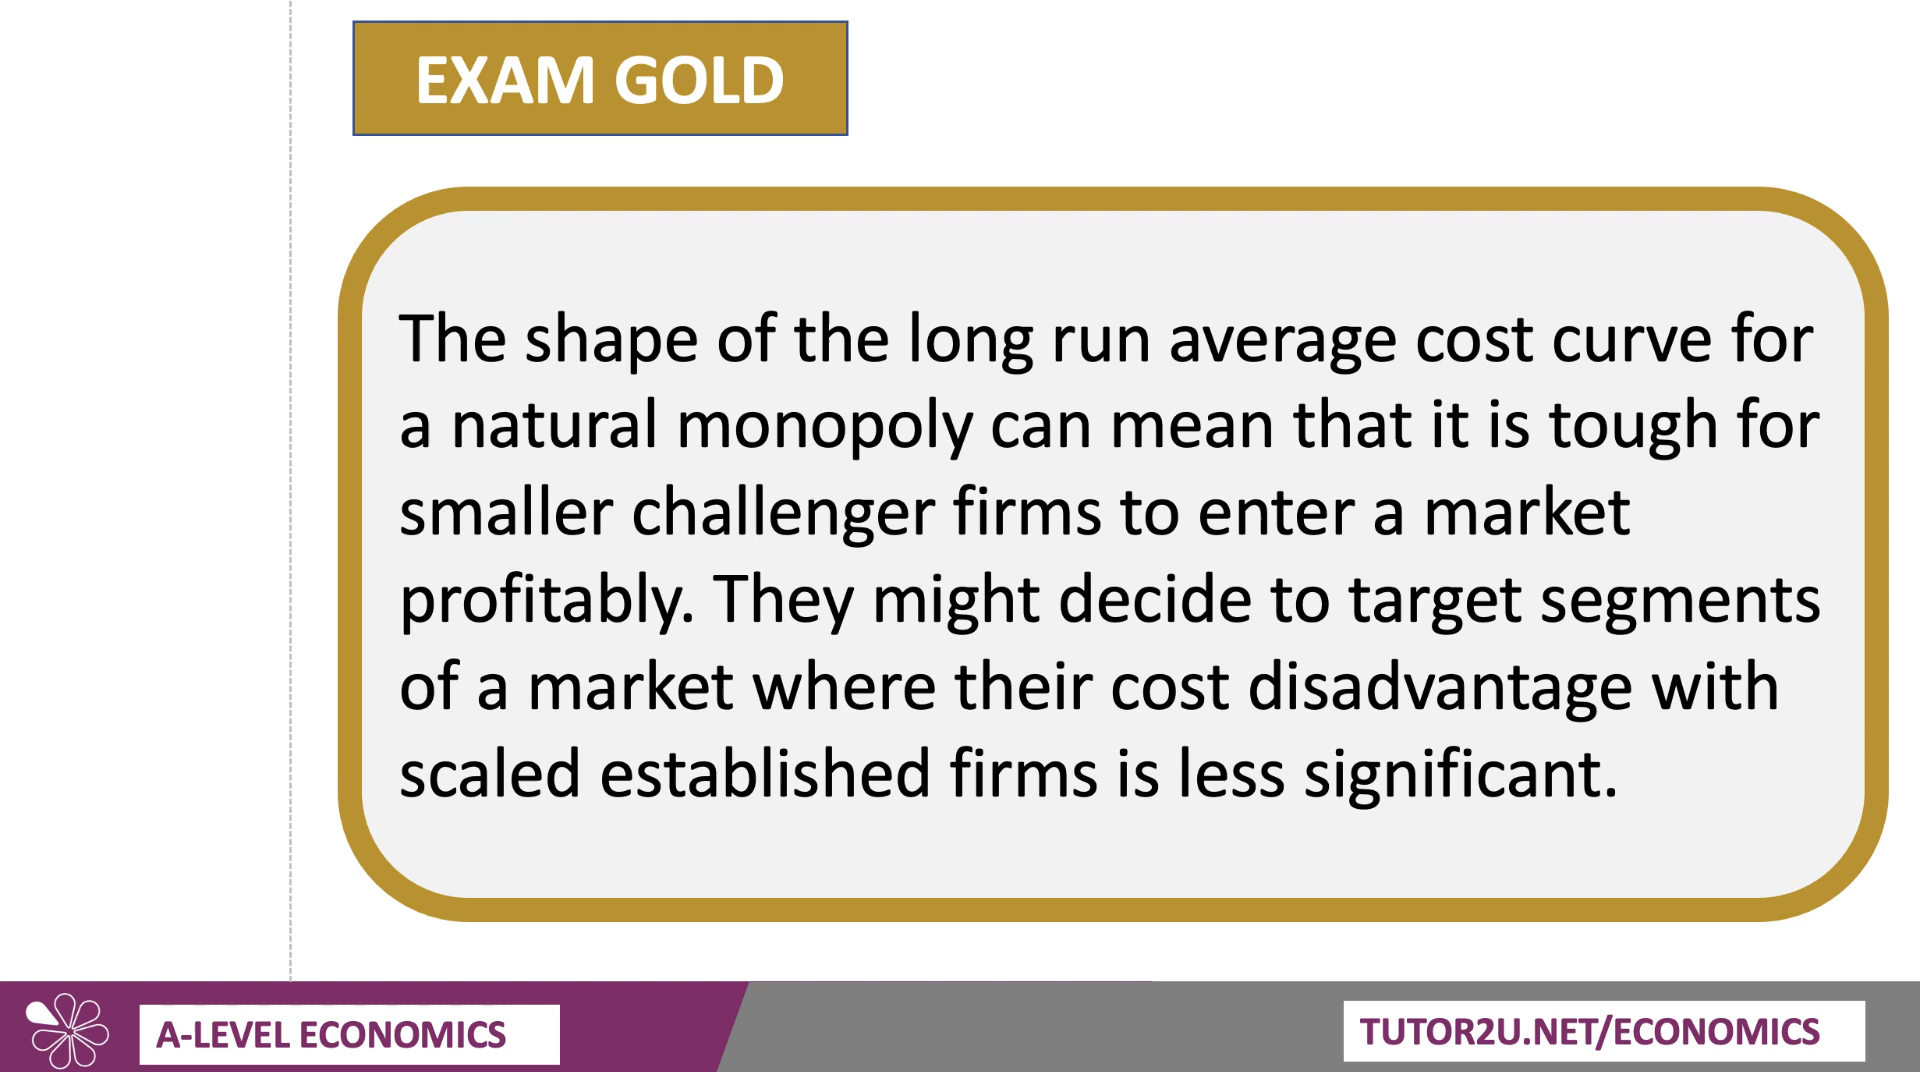 EXAM GOLD
The shape of the long run average cost curve for
a natural monopoly can mean that it is tough for
smaller challenger firms to enter a market
profitably. They might decide to target segments
of a market where their cost disadvantage with
scaled established firms is less significant.
A-LEVEL ECONOMICS
TUTOR2U.NET/ECONOMICS